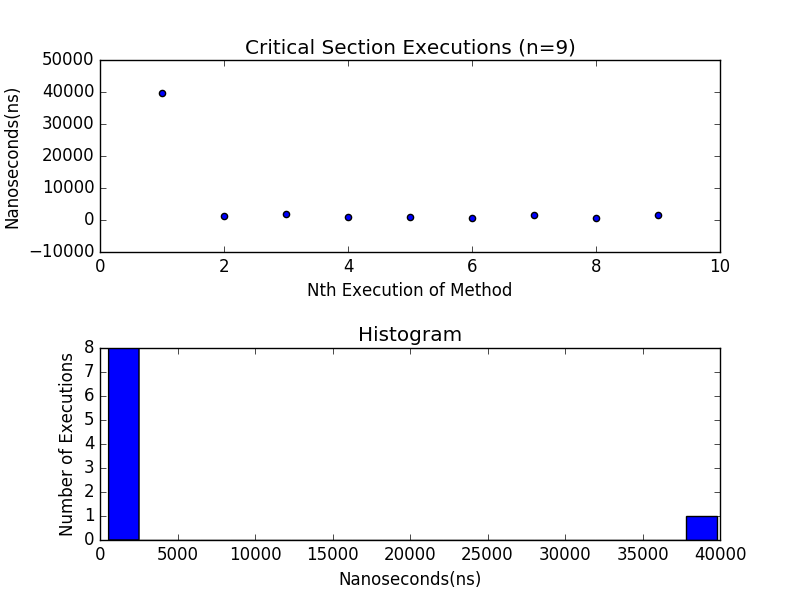 Critical Section Executions (n=9)
50000
40000
30000
20000
10000
0
−10000
Nanoseconds(ns)
0 2 4 6 8 10
Nth Execution of Method
Histogram
8
7
6
5
4
3
2
1
0
Number of Executions
0 5000 10000 15000 20000 25000 30000 35000 40000
Nanoseconds(ns)